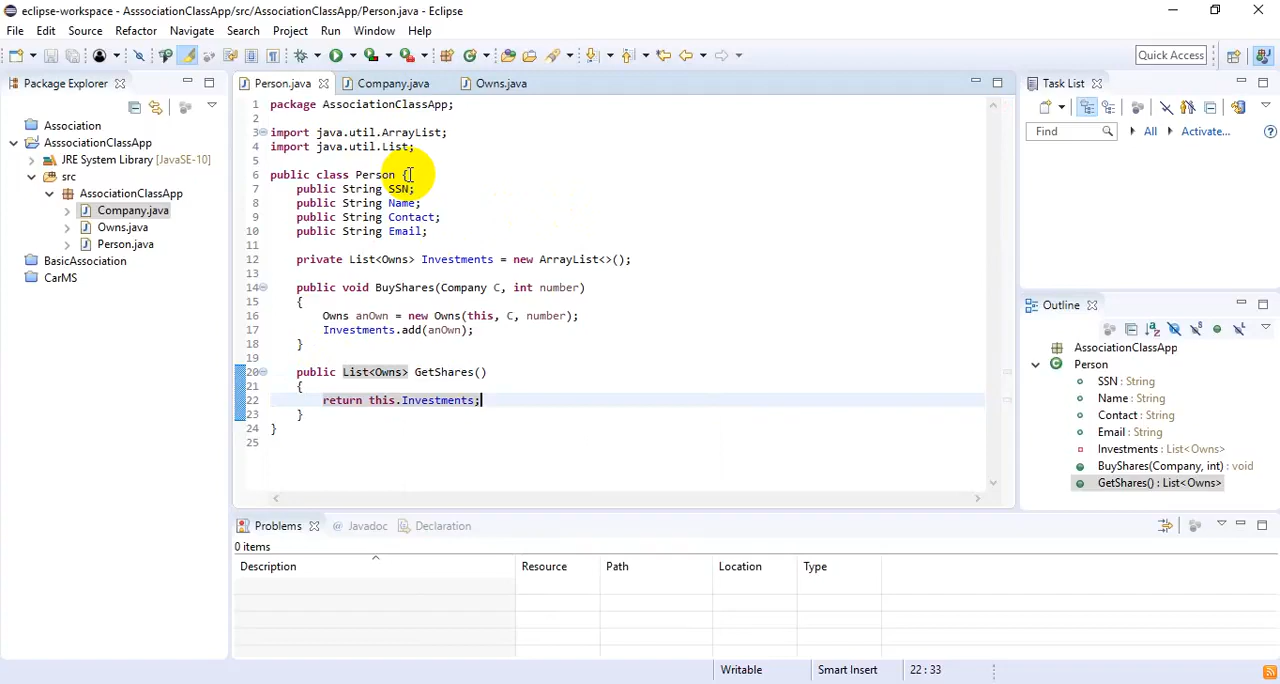 eclipse-workspace - AsssociationClassApp/src/AssociationClassApp/Person.java - Eclipse
File Edit Source Refactor Navigate Search Project Run Window Help
Quick Access
Package Explorer
Association
AsssociationClassApp
JRE System Library [JavaSE-10]
src
AssociationClassApp
Company.java
Owns.java
Person.java
BasicAssociation
CarMS
Person.java Company.java Owns.java
1 package AssociationClassApp;
2
3 import java.util.ArrayList;
4 import java.util.List;
5
6 public class Person {
7 public String SSN;
8 public String Name;
9 public String Contact;
10 public String Email;
11
12 private List<Owns> Investments = new ArrayList<>();
13
14 public void BuyShares(Company C, int number)
15 {
16 Owns anOwn = new Owns(this, C, number);
17 Investments.add(anOwn);
18 }
19
20 public List<Owns> GetShares()
21 {
22 return this.Investments;
23 }
24 }
25
Task List
Find All Activate...
Outline
AssociationClassApp
Person
SSN : String
Name : String
Contact : String
Email : String
Investments : List<Owns>
BuyShares(Company, int) : void
GetShares() : List<Owns>
Problems @ Javadoc Declaration
0 items
Description Resource Path Location Type
Writable Smart Insert 22 : 33